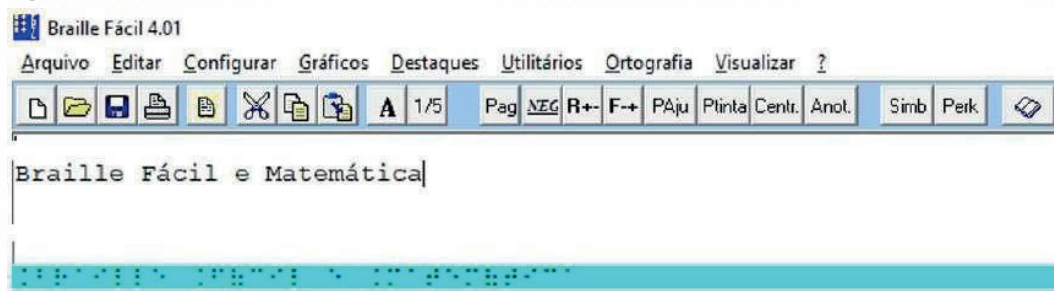 Braille Fácil 4.01
Arquivo Editar Configurar Gráficos Destaques Utilitários Ortografia Visualizar ?
A 1/5 Pag NEG R+- F-+ PAju Ptinta Centr. Anot. Simb Perk
Braille Fácil e Matemática